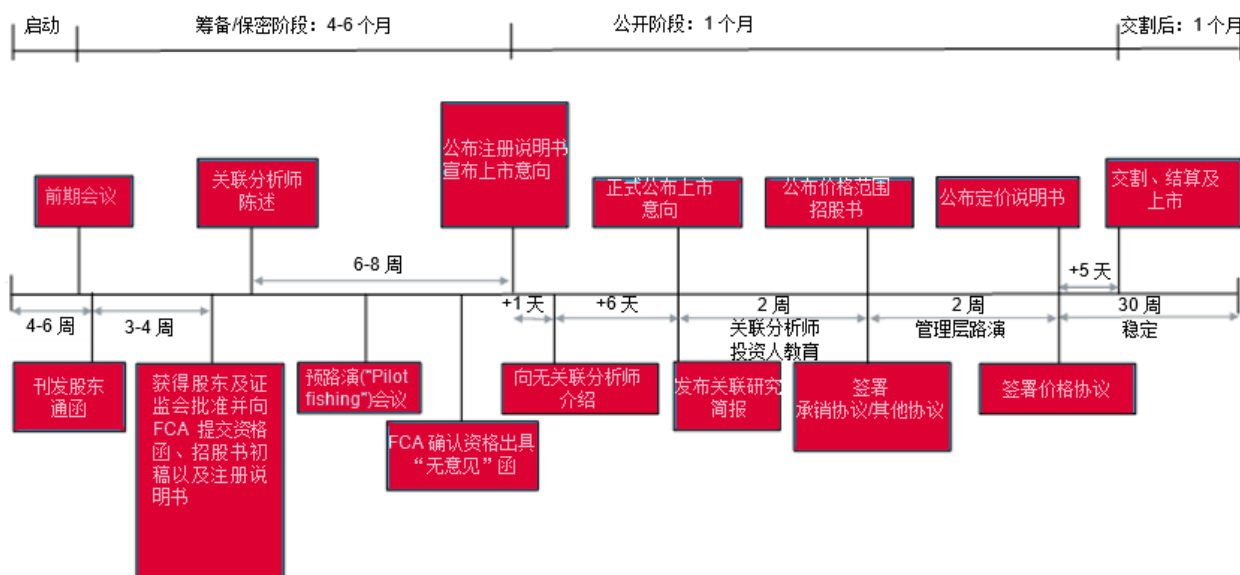 启动
筹备/保密阶段：4-6 个月
公开阶段：1 个月
交割后：1 个月
前期会议
关联分析师
陈述
公布注册说明书
宣布上市意向
正式公布上市
意向
公布价格范围
招股书
公布定价说明书
交割、结算及
上市
6-8 周
+5 天
4-6 周
3-4 周
+1 天
+6 天
2 周
关联分析师
投资人教育
2 周
管理层路演
30 周
稳定
刊发股东
通函
获得股东及证
监会批准并向
FCA 提交资格
函、招股书初
稿以及注册说
明书
预路演("Pilot
fishing")会议
FCA 确认资格出具
“无意见”函
向无关联分析师
介绍
发布关联研究
简报
签署
承销协议/其他协议
签署价格协议